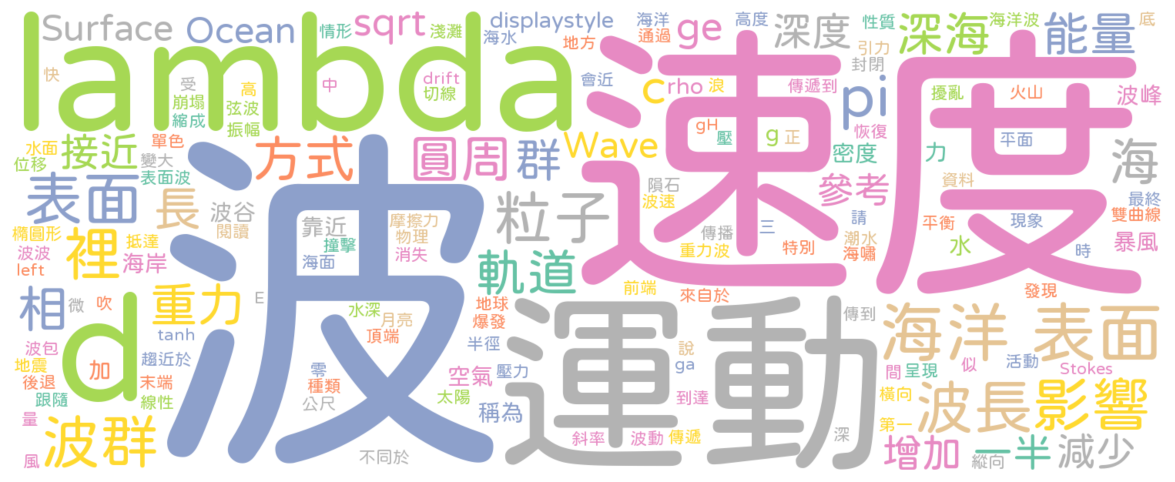 Surface
Ocean
情形
sqrt
淺灘
displaystyle
海水
海洋
通過
地方
ge
高度
深度
性質
引力
封閉
深海
海洋波
能量
底
快
受
崩塌
縮成
高
弦波
振幅
lambda
中
drift
切線
會近
c
rho
浪
傳遞到
gH
壓
g
正
pi
擾亂
恢復
火山
平面
波峰
速度
水面
位移
接近
單色
變大
表面波
方式
圓周
群
Wave
密度
力
海
表面
長
波谷
閱讀
波
靠近
撞擊
海面
摩擦力
物理
消失
粒子
隕石
波速
三
傳播
重力波
特別
參考
請
潮水
海嘯
資料
平衡
水
現象
時
最終
雙曲線
暴風
橢圓形
波波
left
裡
抵達
海岸
軌道
前端
來自於
發現
相
微
吹
重力
E
tanh
水深
月亮
頂端
地球
爆發
半徑
運動
傳到
海洋 表面
波包
地震
後退
跟隨
d
加
趨近於
末端
線性
零
種類
公尺
空氣
太陽
壓力
稱為
說
ga
到達
間
呈現
似
活動
Stokes
橫向
第一
波長
影響
量
風
波群
不同於
斜率
波動
傳遞
深
增加
縱向
一半
減少